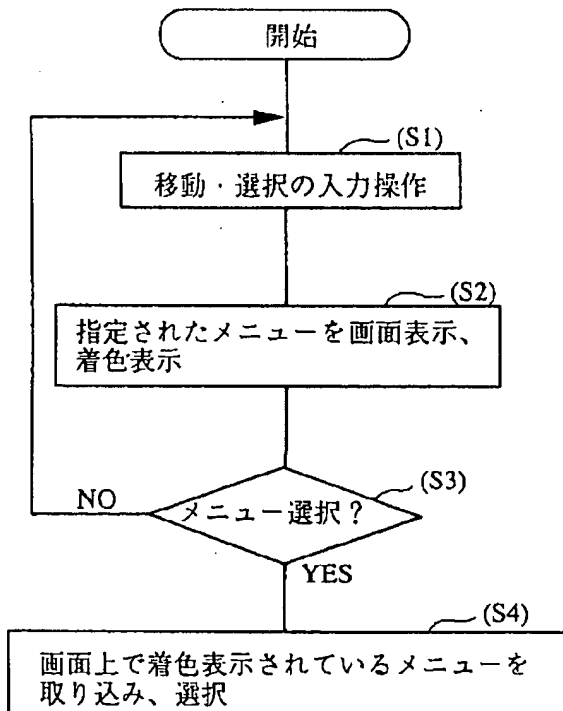 開始
(S1)
移動・選択の入力操作
(S2)
指定されたメニューを画面表示、
着色表示
(S3)
メニュー選択?
NO
YES
(S4)
画面上で着色表示されているメニューを
取り込み、選択